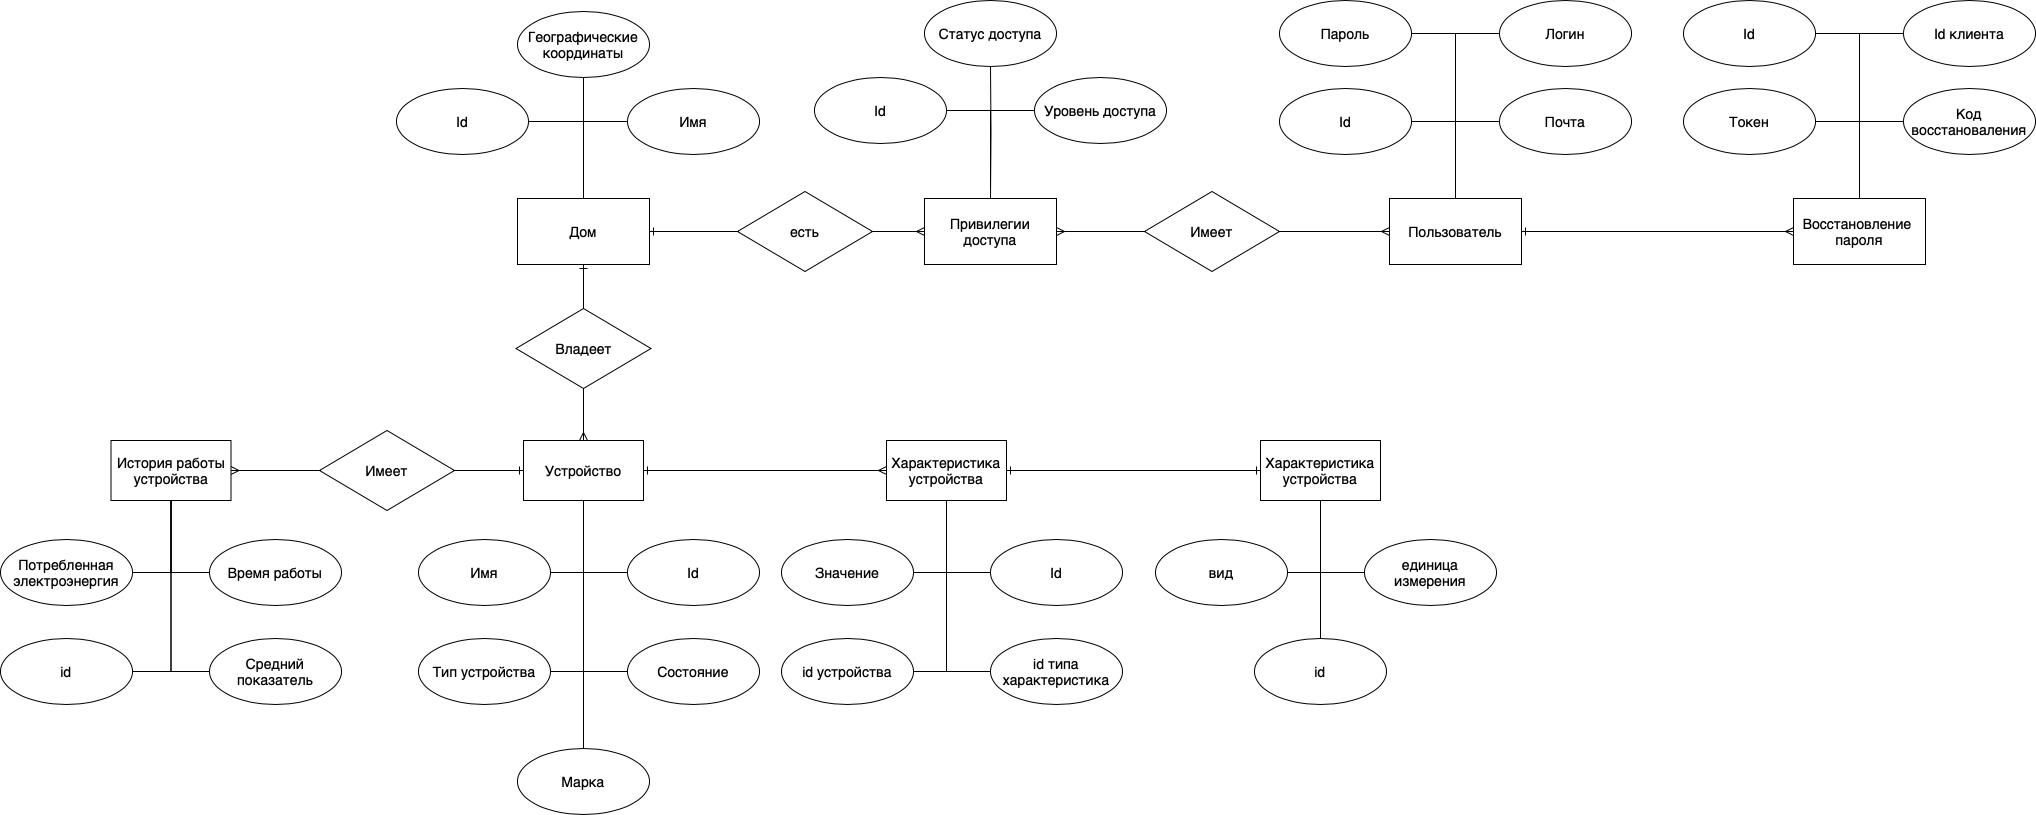 Географические
координаты
Id
Имя
Статус доступа
Id
Уровень доступа
Пароль
Логин
Id
Почта
Id
Id клиента
Токен
Код
восстановаления
Дом
есть
Привилегии
доступа
Имеет
Пользователь
Восстановление
пароля
Владеет
История работы
устройства
Имеет
Устройство
Характеристика
устройства
Характеристика
устройства
Потребленная
электроэнергия
Время работы
id
Средний
показатель
Имя
Id
Тип устройства
Состояние
Марка
Значение
Id
id устройства
id типа
характеристика
вид
единица
измерения
id